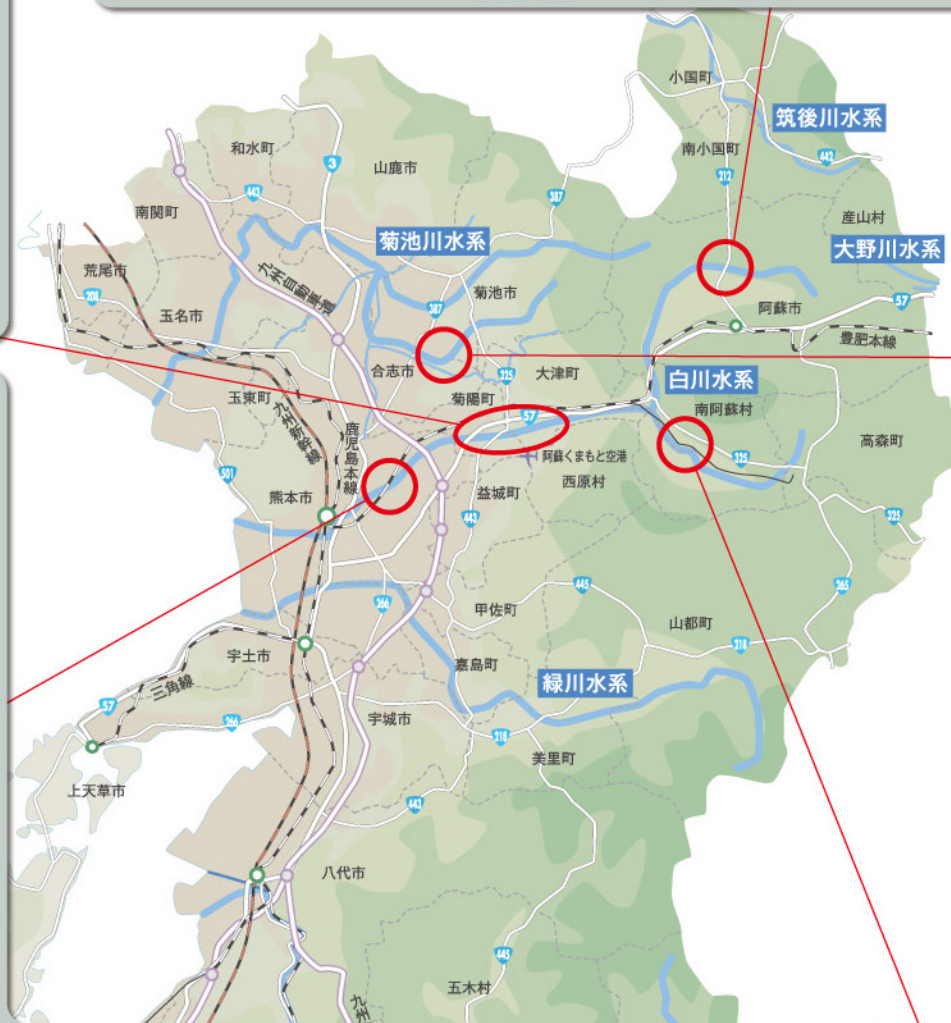 小国町
筑後川水系
和水町
3
山鹿市
南小国町
442
443
387
212
南関町
産山村
菊池川水系
大野川水系
荒尾市
九州自動車道
208
菊池市
57
玉名市
387
阿蘇市
豊肥本線
合志市
325
大津町
白川水系
玉東町
菊陽町
南阿蘇村
九州新幹線
鹿児島本線
57
高森町
阿蘇くまもと空港
325
501
熊本市
益城町
西原村
443
325
445
265
266
甲佐町
山都町
218
宇土市
嘉島町
三角線
緑川水系
57
266
宇城市
218
美里町
上天草市
443
八代市
445
五木村
九州